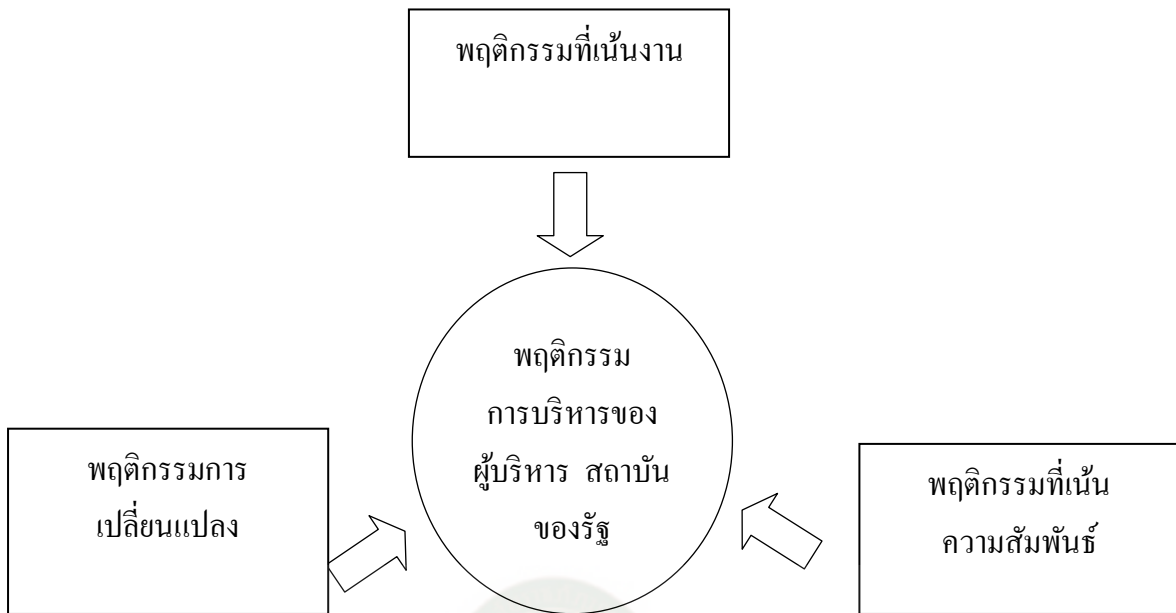 พฤติกรรมที่เน้นงาน
พฤติกรรม
การบริหารของ
ผู้บริหาร สถาบัน
ของรัฐ
พฤติกรรมการ
เปลี่ยนแปลง
พฤติกรรมที่เน้น
ความสัมพันธ์